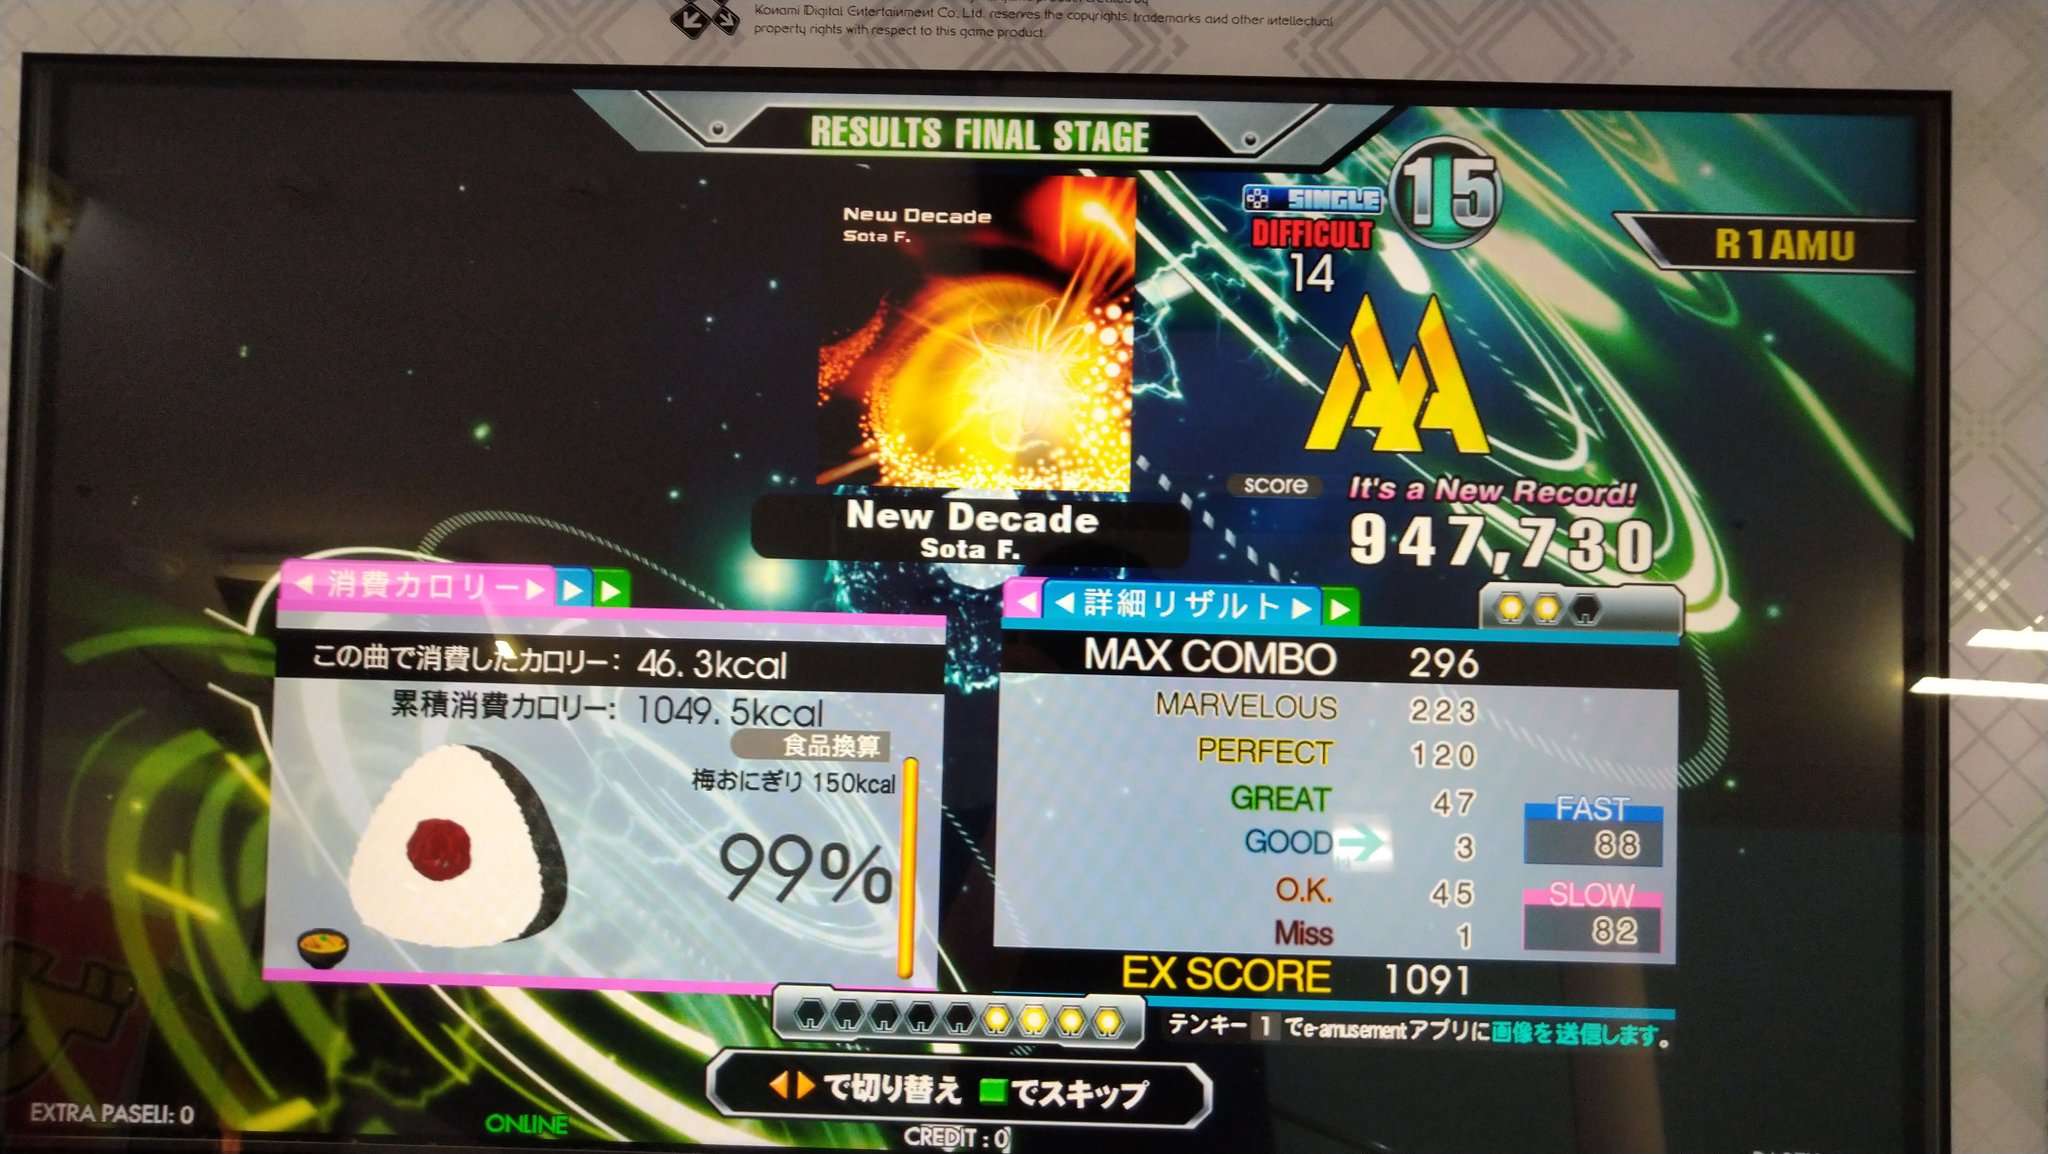 Konami Digital Entertainment Co., Ltd. reserves the copyrights, trademarks and other intellectual
property rights with respect to this game product.
RESULTS FINAL STAGE
New Decade
Sota F.
SINGLE
15
DIFFICULT
14
R1AMU
AA
score
It's a New Record!
947,730
New Decade
Sota F.
消費カロリー
この曲で消費したカロリー: 46.3kcal
累積消費カロリー: 1049.5kcal
食品換算
梅おにぎり 150kcal
99%
詳細リザルト
MAX COMBO 296
MARVELOUS 223
PERFECT 120
GREAT 47
GOOD 3
O.K. 45
Miss 1
FAST
88
SLOW
82
EX SCORE 1091
テンキー 1 でe-amusementアプリに画像を送信します。
で切り替え でスキップ
EXTRA PASELI: 0
ONLINE
CREDIT : 0